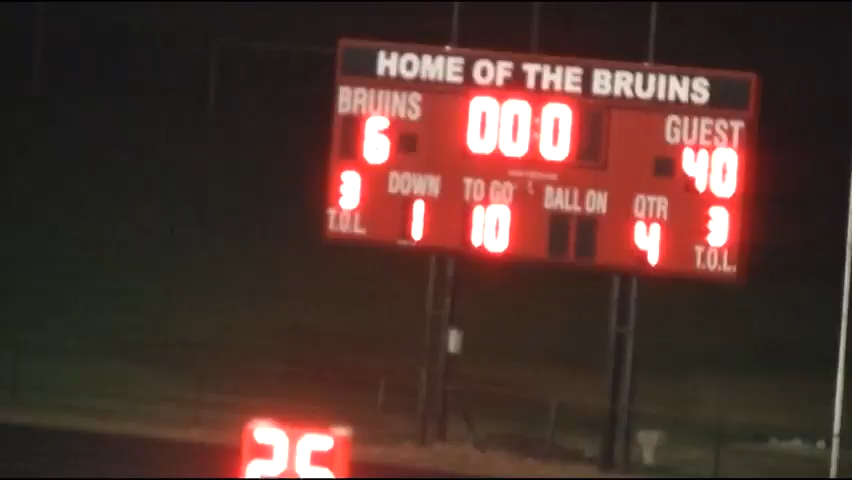 HOME OF THE BRUINS
BRUINS 00:0 GUEST
6 40
3 DOWN TO GO BALL ON QTR 3
T.O.L. 1 10 4 T.O.L.
25